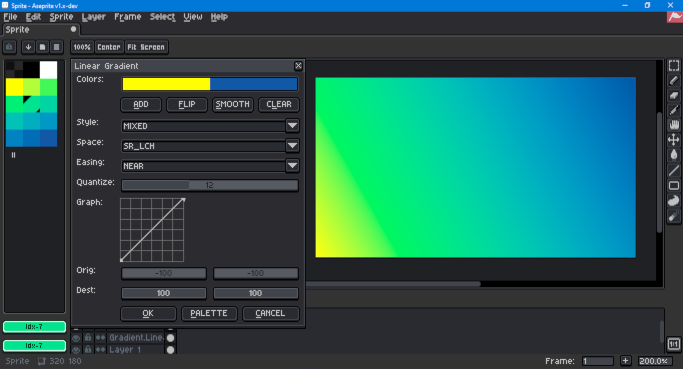 Sprite - Aseprite v1.x-dev
File Edit Sprite Layer Frame Select View Help
Sprite
100% Center Fit Screen
Linear Gradient
Colors:
ADD FLIP SMOOTH CLEAR
Style: MIXED
Space: SR_LCH
Easing: NEAR
Quantize: 12
Graph:
Orig: -100 -100
Dest: 100 100
OK PALETTE CANCEL
Idx-7
Gradient.Line
Idx-7
Layer 1
1:1
Sprite 320 180 Frame: 1 + 200.0%